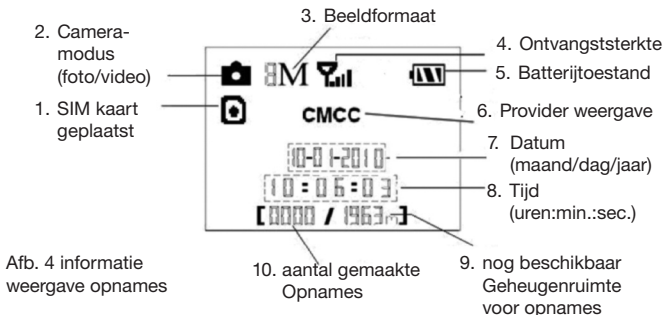 3. Beeldformaat
2. Camera-
modus
(foto/video)
4. Ontvangststerkte
8M
5. Batterijtoestand
1. SIM kaart
geplaatst
CMCC
6. Provider weergave
10-01-2010
7. Datum
(maand/dag/jaar)
10:06:03
8. Tijd
(uren:min.:sec.)
[0000 / 1963m]
Afb. 4 informatie
weergave opnames
10. aantal gemaakte
Opnames
9. nog beschikbaar
Geheugenruimte
voor opnames